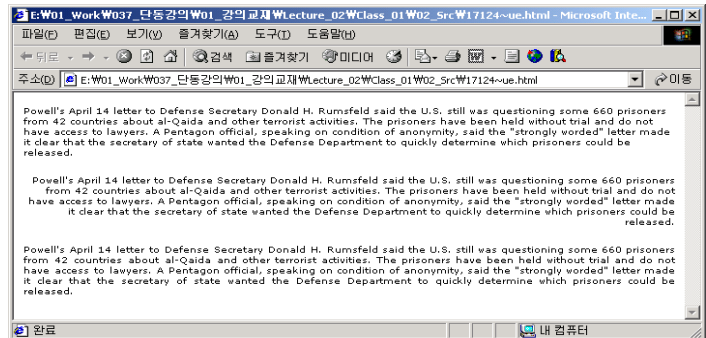 E:₩01_Work₩037_단동강의₩01_강의교재₩Lecture_02₩Class_01₩02_Src₩17124~ue.html - Microsoft Inte...
파일(F) 편집(E) 보기(V) 즐겨찾기(A) 도구(T) 도움말(H)
뒤로 검색 즐겨찾기 미디어
주소(D) E:₩01_Work₩037_단동강의₩01_강의교재₩Lecture_02₩Class_01₩02_Src₩17124~ue.html 이동
Powell's April 14 letter to Defense Secretary Donald H. Rumsfeld said the U.S. still was questioning some 660 prisoners
from 42 countries about al-Qaida and other terrorist activities. The prisoners have been held without trial and do not
have access to lawyers. A Pentagon official, speaking on condition of anonymity, said the "strongly worded" letter made
it clear that the secretary of state wanted the Defense Department to quickly determine which prisoners could be
released.
Powell's April 14 letter to Defense Secretary Donald H. Rumsfeld said the U.S. still was questioning some 660 prisoners
from 42 countries about al-Qaida and other terrorist activities. The prisoners have been held without trial and do not
have access to lawyers. A Pentagon official, speaking on condition of anonymity, said the "strongly worded" letter made
it clear that the secretary of state wanted the Defense Department to quickly determine which prisoners could be
released.
Powell's April 14 letter to Defense Secretary Donald H. Rumsfeld said the U.S. still was questioning some 660 prisoners
from 42 countries about al-Qaida and other terrorist activities. The prisoners have been held without trial and do not
have access to lawyers. A Pentagon official, speaking on condition of anonymity, said the "strongly worded" letter made
it clear that the secretary of state wanted the Defense Department to quickly determine which prisoners could be
released.
완료 내 컴퓨터